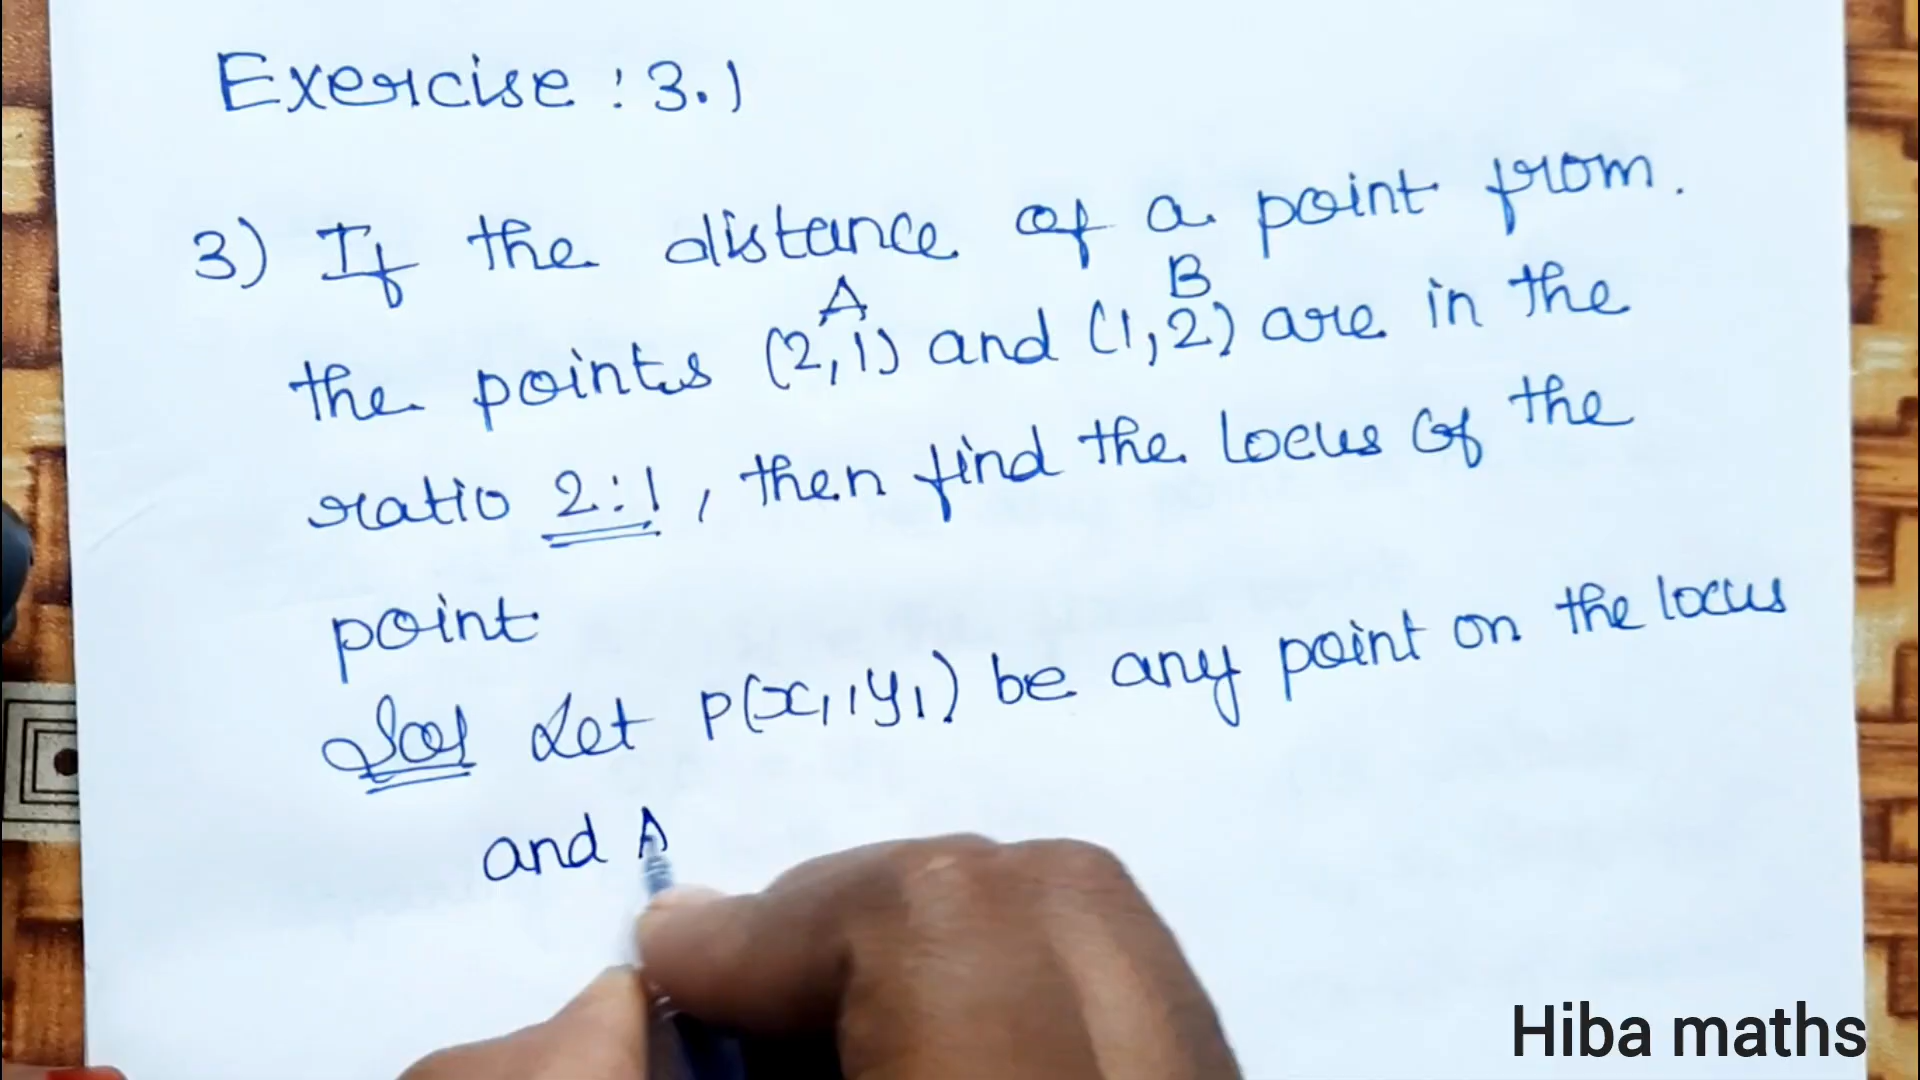 Exercise : 3.1
3) If the distance of a point from.
A B
the points (2,1) and (1,2) are in the
ratio 2:1, then find the locus of the
point
Sol Let P(x₁,y₁) be any point on the locus
and A
Hiba maths